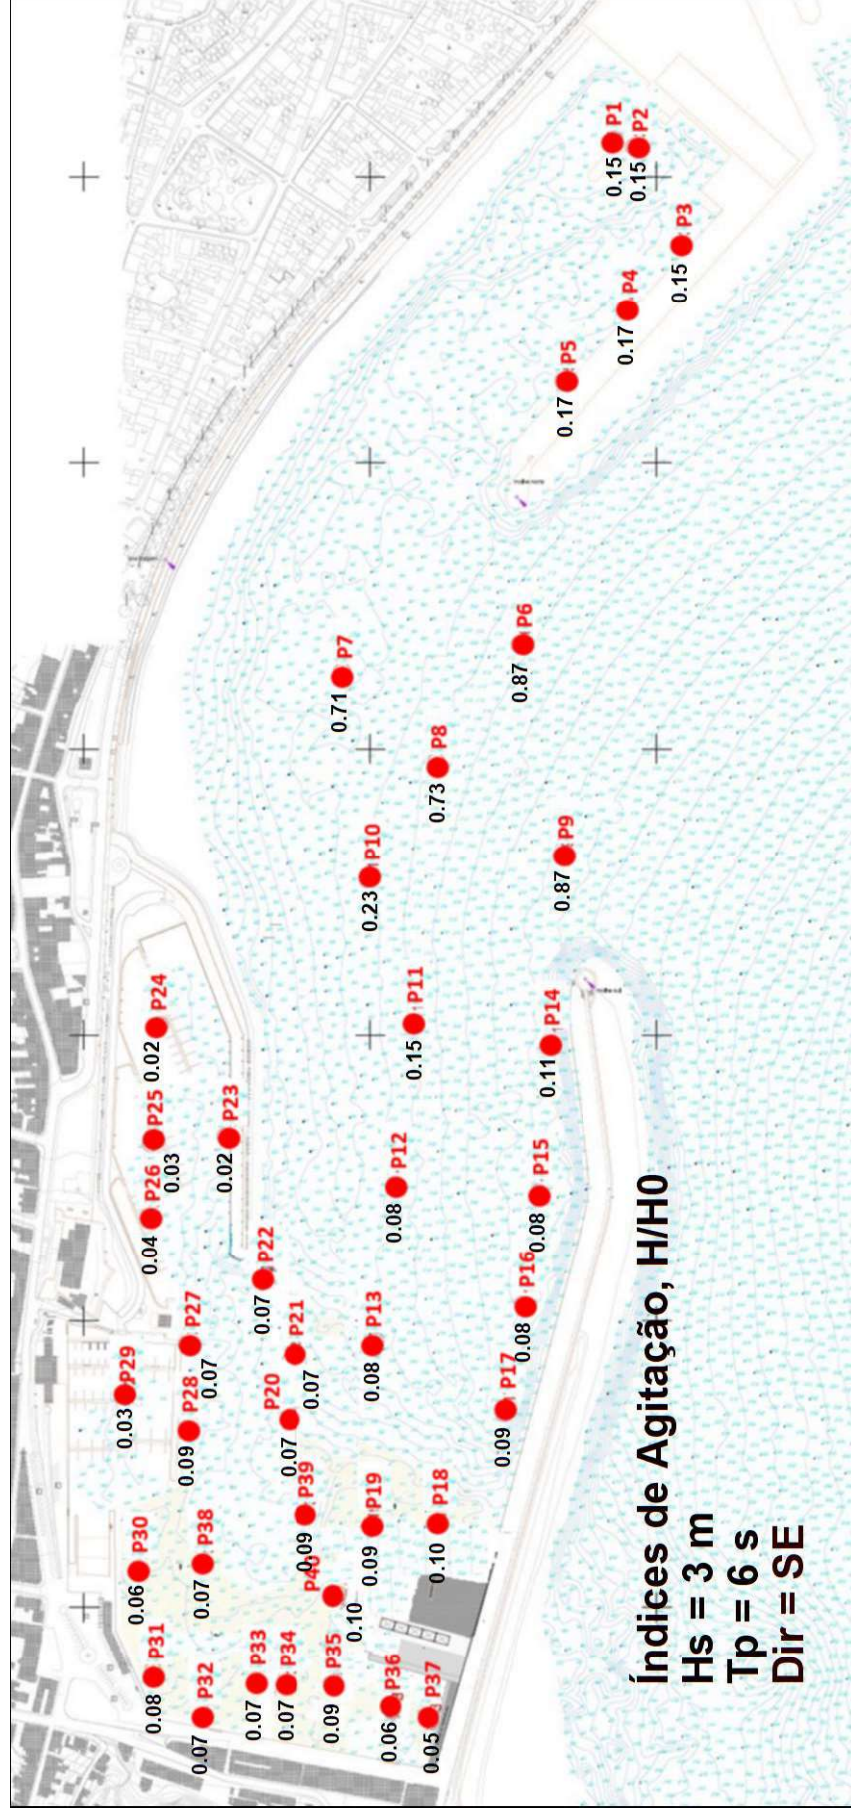 Índices de Agitação, H/H0
Hs = 3 m
Tp = 6 s
Dir = SE
P1
0.15
P2
0.15
P3
0.15
P4
0.17
P5
0.17
P6
0.87
P7
0.71
P8
0.73
P9
0.87
P10
0.23
P11
0.15
P12
0.08
P13
0.08
P14
0.11
P15
0.08
P16
0.08
P17
0.09
P18
0.10
P19
0.09
P20
0.07
P21
0.07
P22
0.07
P23
0.02
P24
0.02
P25
0.03
P26
0.04
P27
0.07
P28
0.09
P29
0.03
P30
0.06
P31
0.08
P32
0.07
P33
0.07
P34
0.07
P35
0.09
P36
0.06
P37
0.05
P38
0.07
P39
0.09
P40
0.10